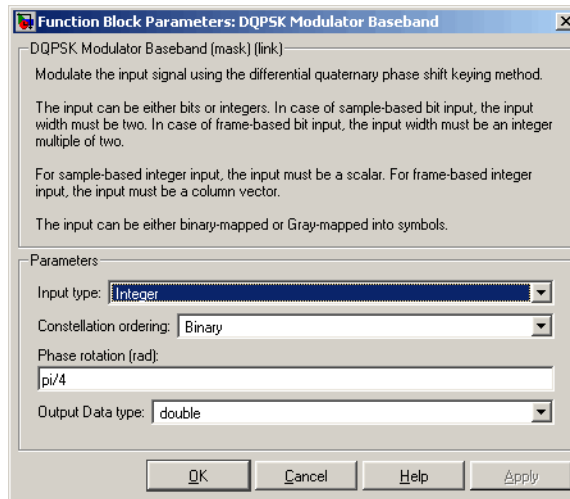 Function Block Parameters: DQPSK Modulator Baseband
DQPSK Modulator Baseband (mask) (link)
Modulate the input signal using the differential quaternary phase shift keying method.
The input can be either bits or integers. In case of sample-based bit input, the input
width must be two. In case of frame-based bit input, the input width must be an integer
multiple of two.
For sample-based integer input, the input must be a scalar. For frame-based integer
input, the input must be a column vector.
The input can be either binary-mapped or Gray-mapped into symbols.
Parameters
Input type: Integer
Constellation ordering: Binary
Phase rotation (rad):
pi/4
Output Data type: double
OK Cancel Help Apply